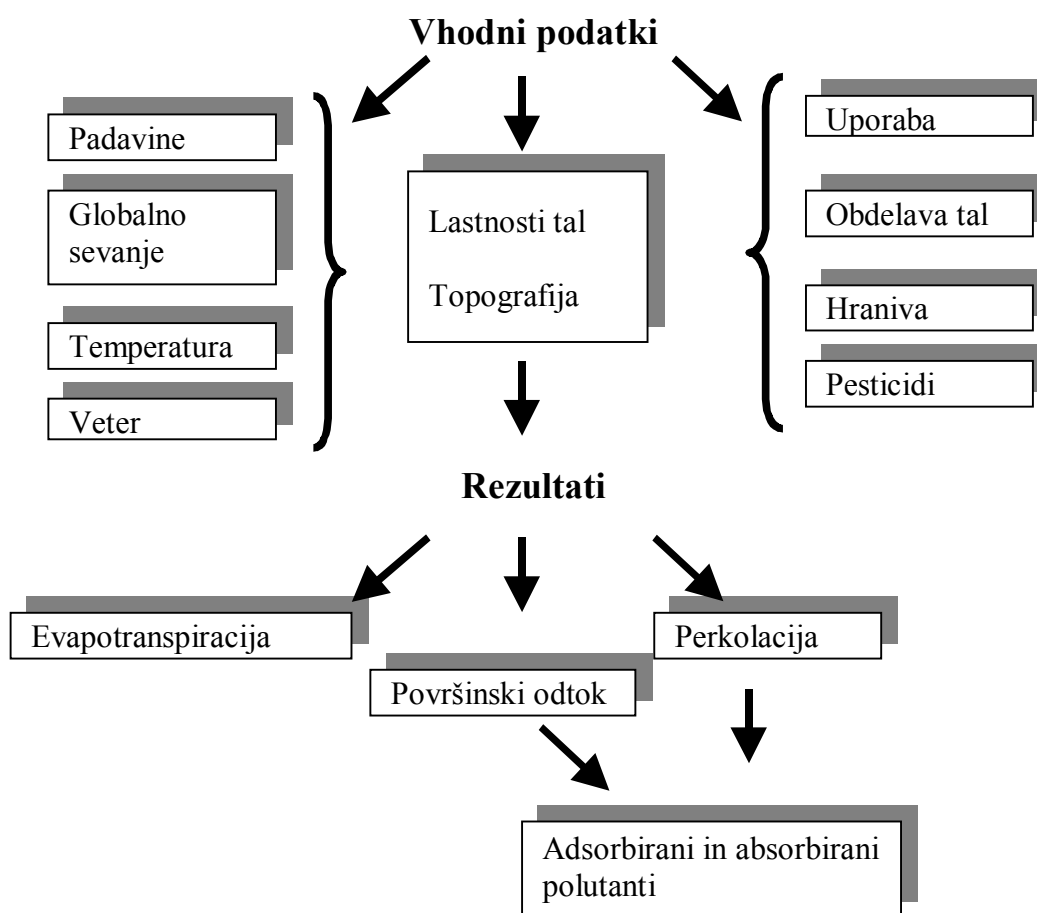 Vhodni podatki
Padavine
Globalno
sevanje
Temperatura
Veter
Lastnosti tal
Topografija
Uporaba
Obdelava tal
Hraniva
Pesticidi
Rezultati
Evapotranspiracija
Površinski odtok
Perkolacija
Adsorbirani in absorbirani
polutanti